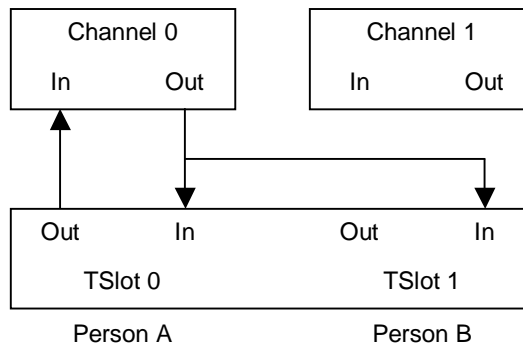 Channel 0 Channel 1
In Out In Out
Out In Out In
TSlot 0 TSlot 1
Person A Person B